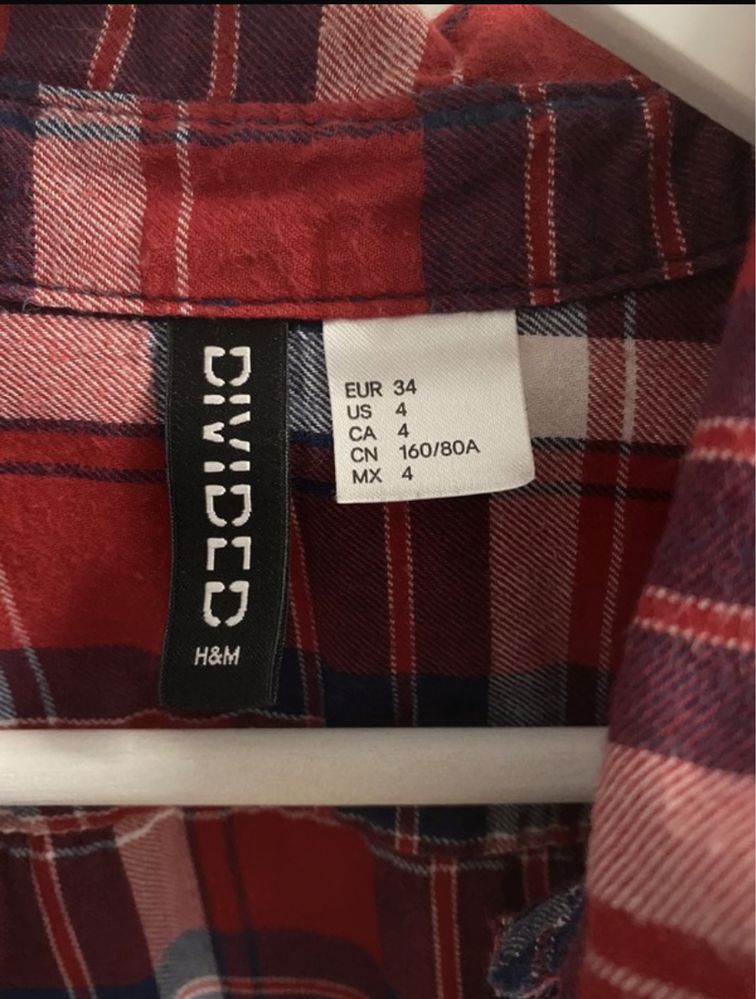 DIVIDED
H&M
EUR 34
US 4
CA 4
CN 160/80A
MX 4